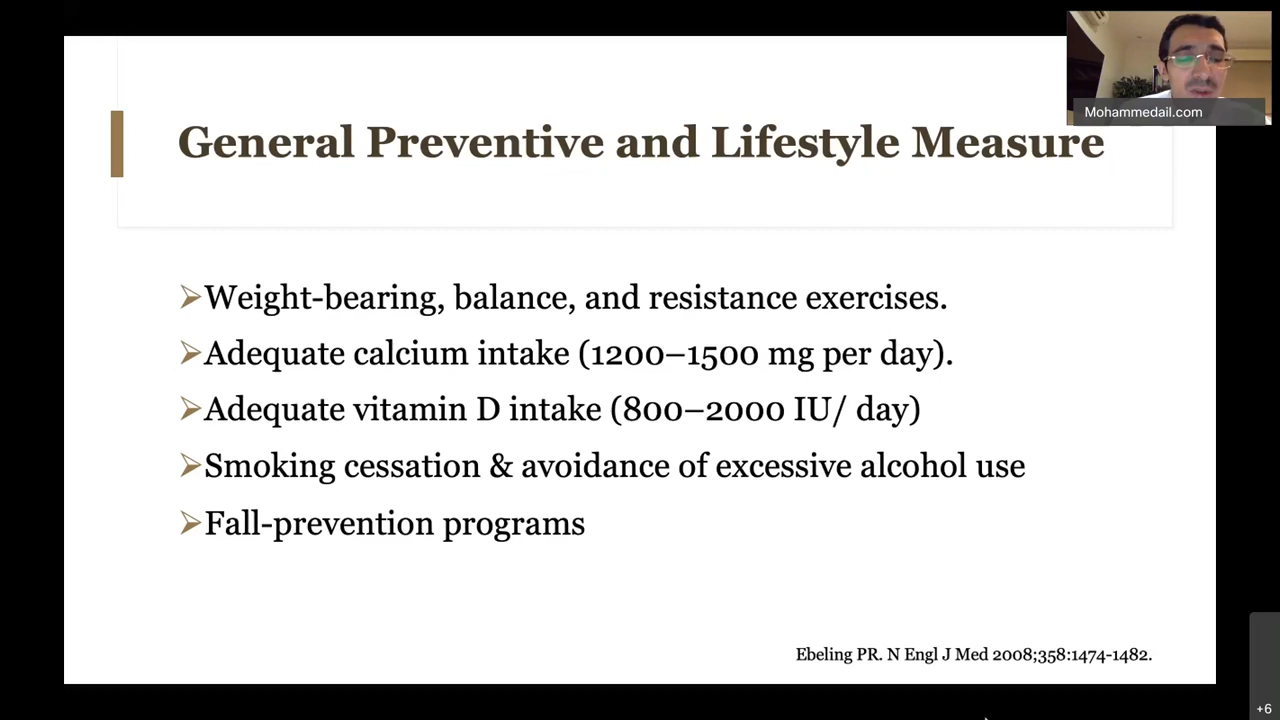 Mohammedail.com
General Preventive and Lifestyle Measure
Weight-bearing, balance, and resistance exercises.
Adequate calcium intake (1200–1500 mg per day).
Adequate vitamin D intake (800–2000 IU/ day)
Smoking cessation & avoidance of excessive alcohol use
Fall-prevention programs
Ebeling PR. N Engl J Med 2008;358:1474-1482.
+6